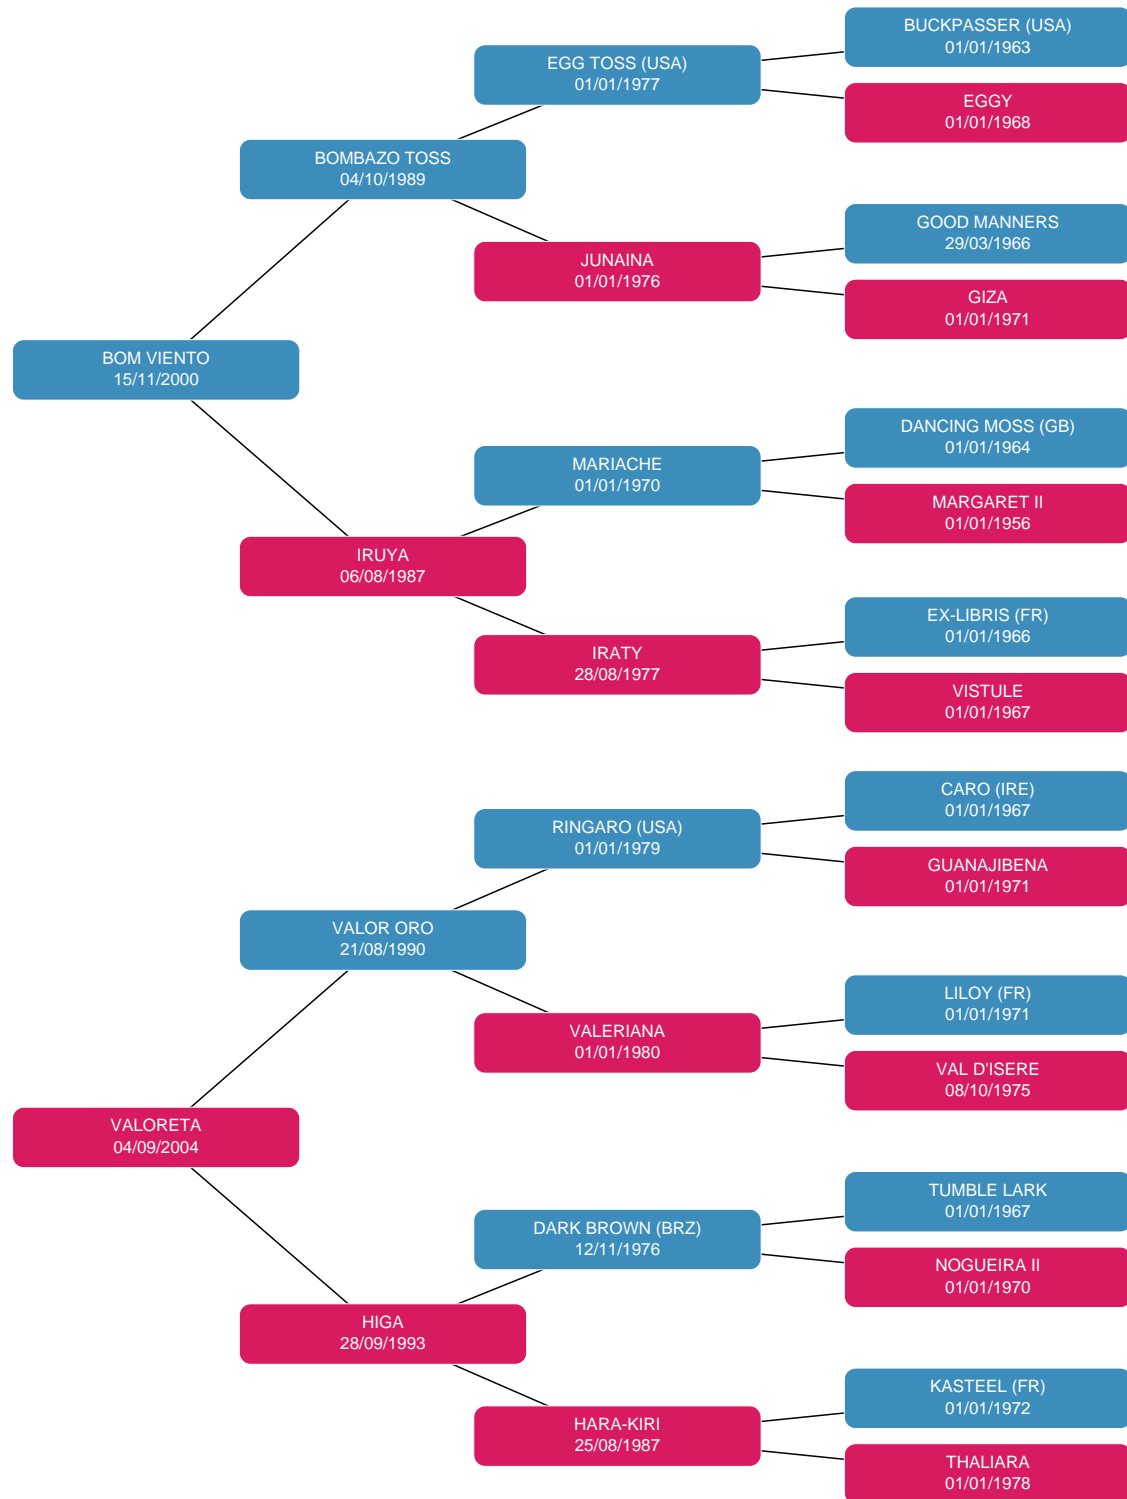 BUCKPASSER (USA)
01/01/1963
EGG TOSS (USA)
01/01/1977
EGGY
01/01/1968
BOMBAZO TOSS
04/10/1989
GOOD MANNERS
29/03/1966
JUNAINA
01/01/1976
GIZA
01/01/1971
BOM VIENTO
15/11/2000
DANCING MOSS (GB)
01/01/1964
MARIACHE
01/01/1970
MARGARET II
01/01/1956
IRUYA
06/08/1987
EX-LIBRIS (FR)
01/01/1966
IRATY
28/08/1977
VISTULE
01/01/1967
CARO (IRE)
01/01/1967
RINGARO (USA)
01/01/1979
GUANAJIBENA
01/01/1971
VALOR ORO
21/08/1990
LILOY (FR)
01/01/1971
VALERIANA
01/01/1980
VAL D'ISERE
08/10/1975
VALORETA
04/09/2004
TUMBLE LARK
01/01/1967
DARK BROWN (BRZ)
12/11/1976
NOGUEIRA II
01/01/1970
HIGA
28/09/1993
KASTEEL (FR)
01/01/1972
HARA-KIRI
25/08/1987
THALIARA
01/01/1978